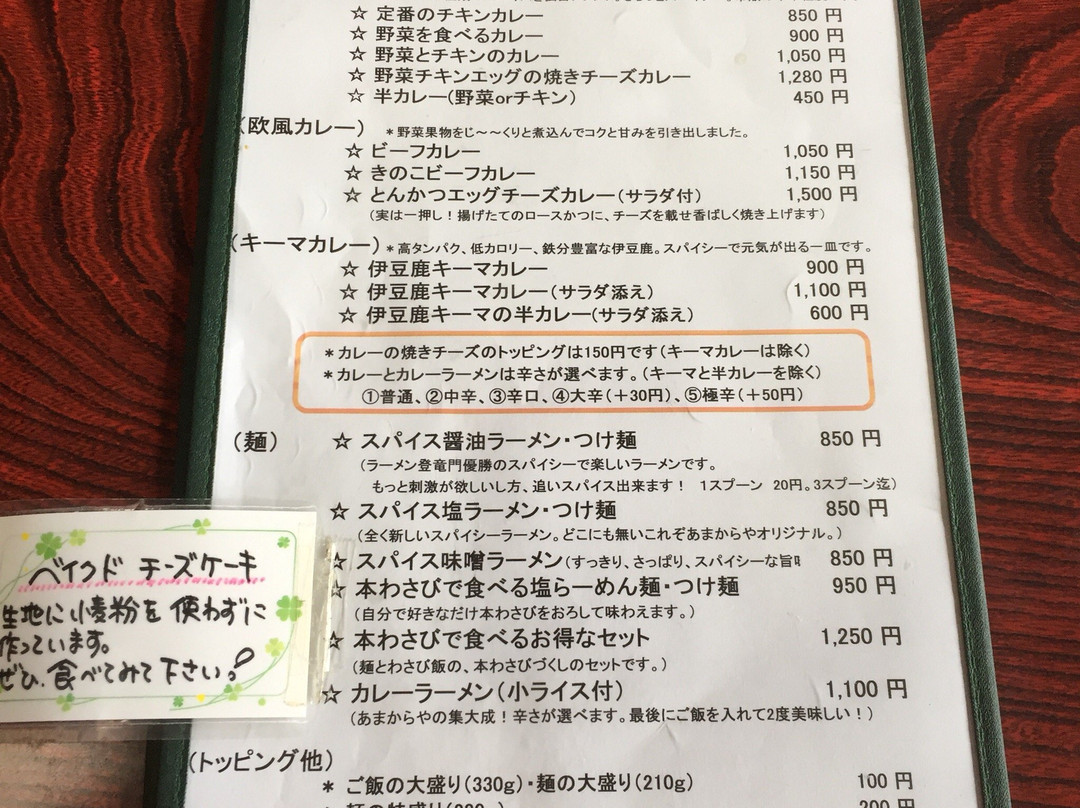 ☆ 定番のチキンカレー 850 円
☆ 野菜を食べるカレー 900 円
☆ 野菜とチキンのカレー 1,050 円
☆ 野菜チキンエッグの焼きチーズカレー 1,280 円
☆ 半カレー(野菜orチキン) 450 円
(欧風カレー) *野菜果物をじ~~くりと煮込んでコクと甘みを引き出しました。
☆ ビーフカレー 1,050 円
☆ きのこビーフカレー 1,150 円
☆ とんかつエッグチーズカレー(サラダ付) 1,500 円
(実は一押し!揚げたてのロースかつに、チーズを載せ香ばしく焼き上げます)
(キーマカレー) *高タンパク、低カロリー、鉄分豊富な伊豆鹿。スパイシーで元気が出る一皿です。
☆ 伊豆鹿キーマカレー 900 円
☆ 伊豆鹿キーマカレー(サラダ添え) 1,100 円
☆ 伊豆鹿キーマの半カレー(サラダ添え) 600 円
*カレーの焼きチーズのトッピングは150円です(キーマカレーは除く)
*カレーとカレーラーメンは辛さが選べます。(キーマと半カレーを除く)
①普通、②中辛、③辛口、④大辛(+30円)、⑤極辛(+50円)
(麺) ☆ スパイス醤油ラーメン・つけ麺 850 円
(ラーメン登竜門優勝のスパイシーで楽しいラーメンです。
もっと刺激が欲しいし方、追いスパイス出来ます! 1スプーン 20円。3スプーン迄)
☆ スパイス塩ラーメン・つけ麺 850 円
(全く新しいスパイシーラーメン。どこにも無いこれぞあまからやオリジナル。)
☆ スパイス味噌ラーメン(すっきり、さっぱり、スパイシーな旨味 850 円
☆ 本わさびで食べる塩らーめん麺・つけ麺 950 円
(自分で好きなだけ本わさびをおろして味わえます。)
☆ 本わさびで食べるお得なセット 1,250 円
(麺とわさび飯の、本わさびづくしのセットです。)
☆ カレーラーメン(小ライス付) 1,100 円
(あまからやの集大成!辛さが選べます。最後にご飯を入れて2度美味しい!)
(トッピング他)
* ご飯の大盛り(330g)・麺の大盛り(210g) 100 円
200 円
ベイクド チーズケーキ
生地に小麦粉を使わずに
作っています。
ぜひ、食べてみて下さい!